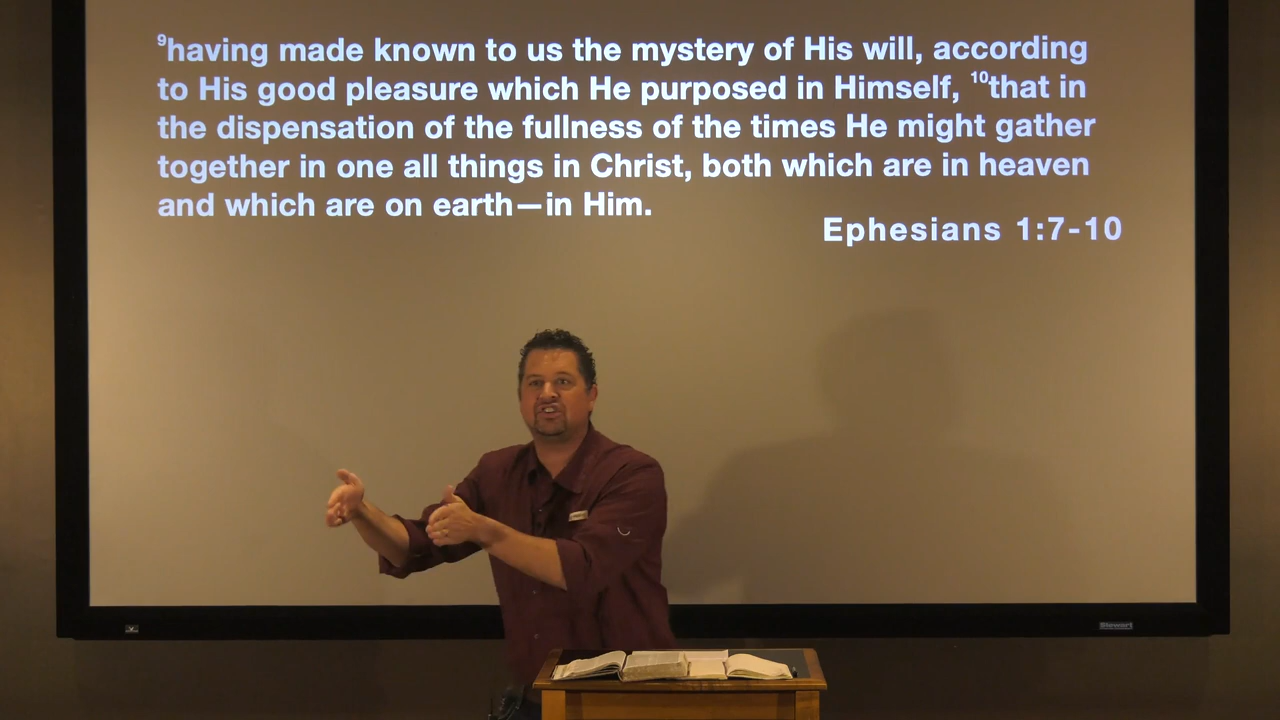 ⁹having made known to us the mystery of His will, according
to His good pleasure which He purposed in Himself, ¹⁰that in
the dispensation of the fullness of the times He might gather
together in one all things in Christ, both which are in heaven
and which are on earth—in Him.
Ephesians 1:7-10
Stewart